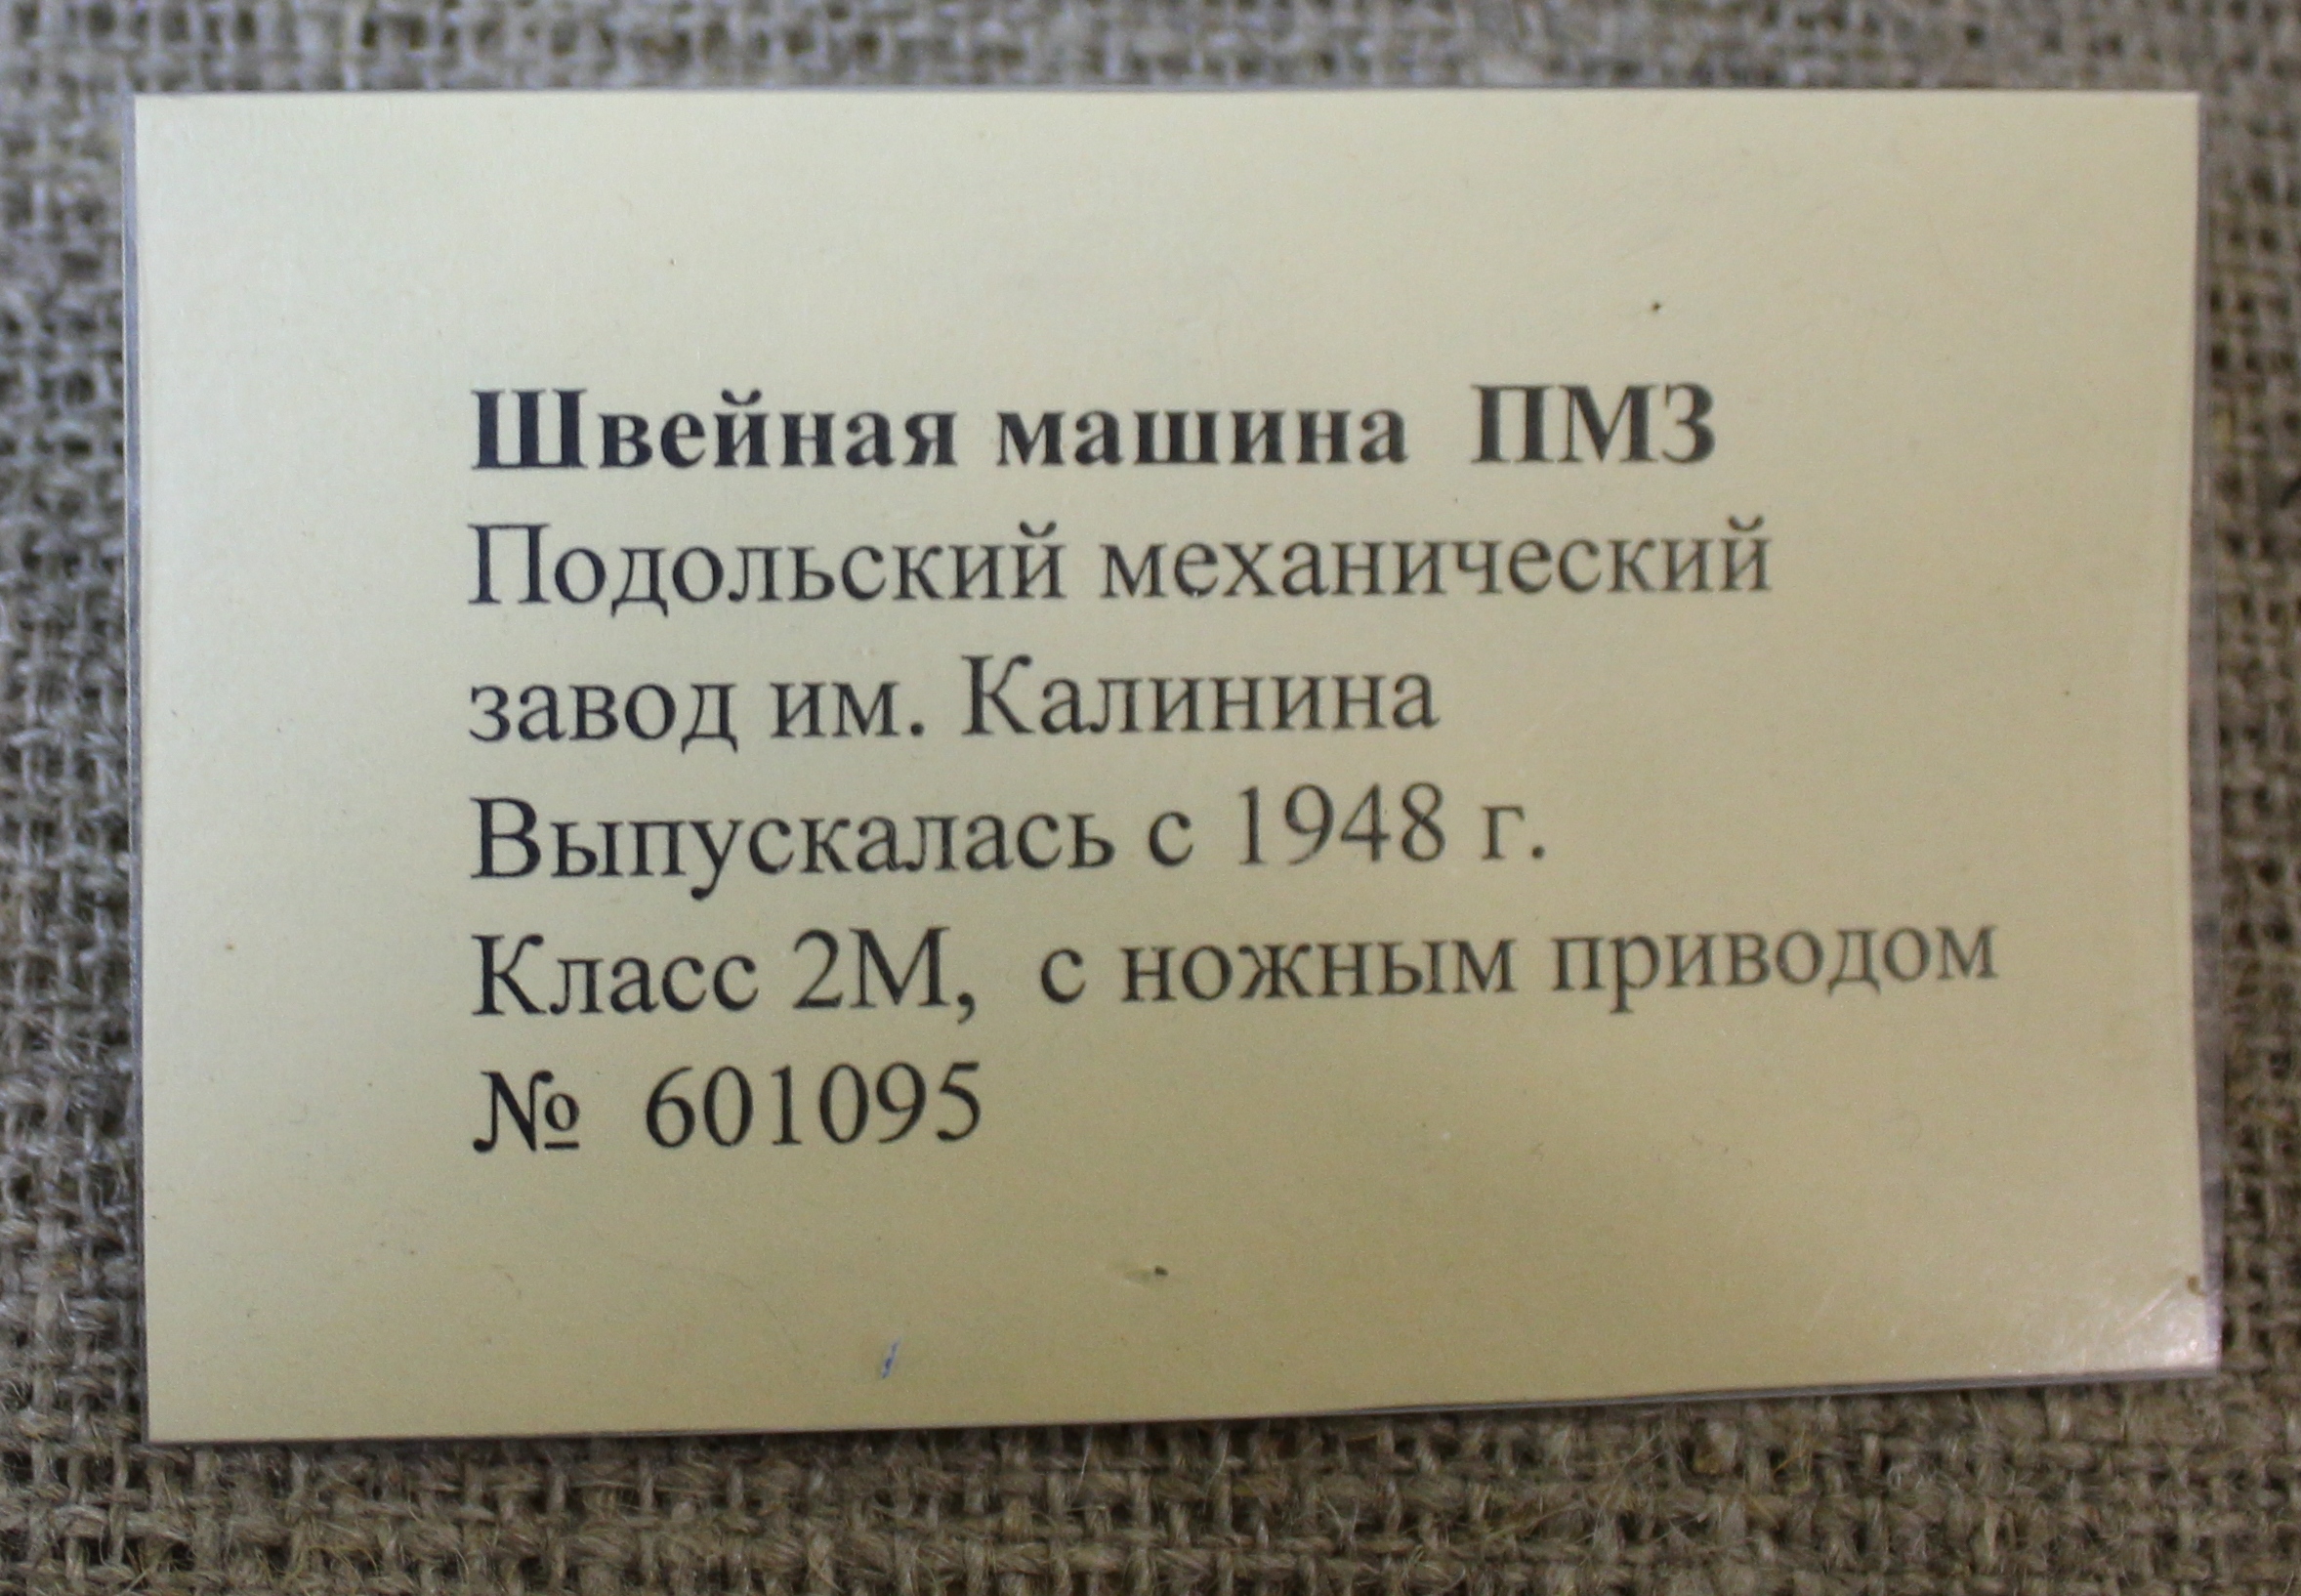 Швейная машина ПМЗ
Подольский механический
завод им. Калинина
Выпускалась с 1948 г.
Класс 2М, с ножным приводом
№ 601095